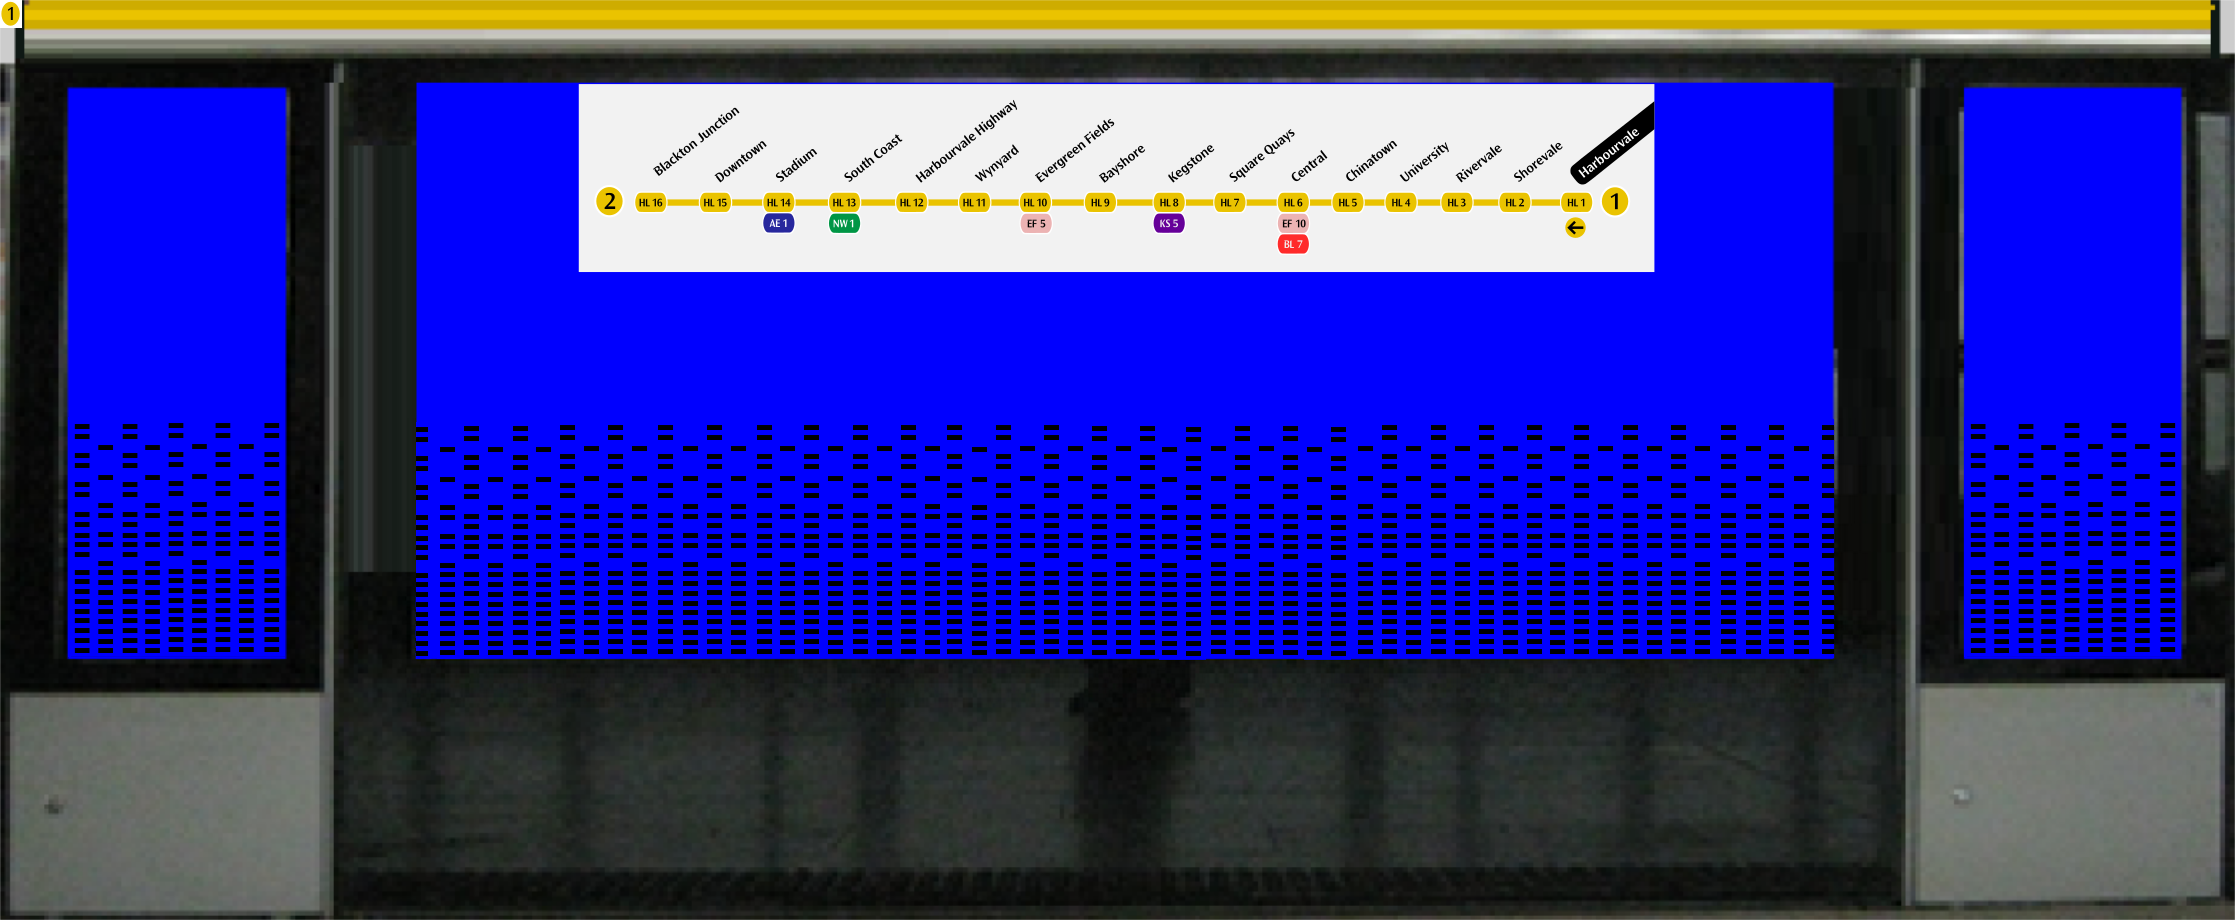 1
Blackton Junction
Downtown
Stadium
South Coast
Harbourvale Highway
Wynyard
Evergreen Fields
Bayshore
Kegstone
Square Quays
Central
Chinatown
University
Rivervale
Shorevale
Harbourvale
2 HL 16 HL 15 HL 14 HL 13 HL 12 HL 11 HL 10 HL 9 HL 8 HL 7 HL 6 HL 5 HL 4 HL 3 HL 2 HL 1 1
AE 1 NW 1 EF 5 KS 5 EF 10
BL 7